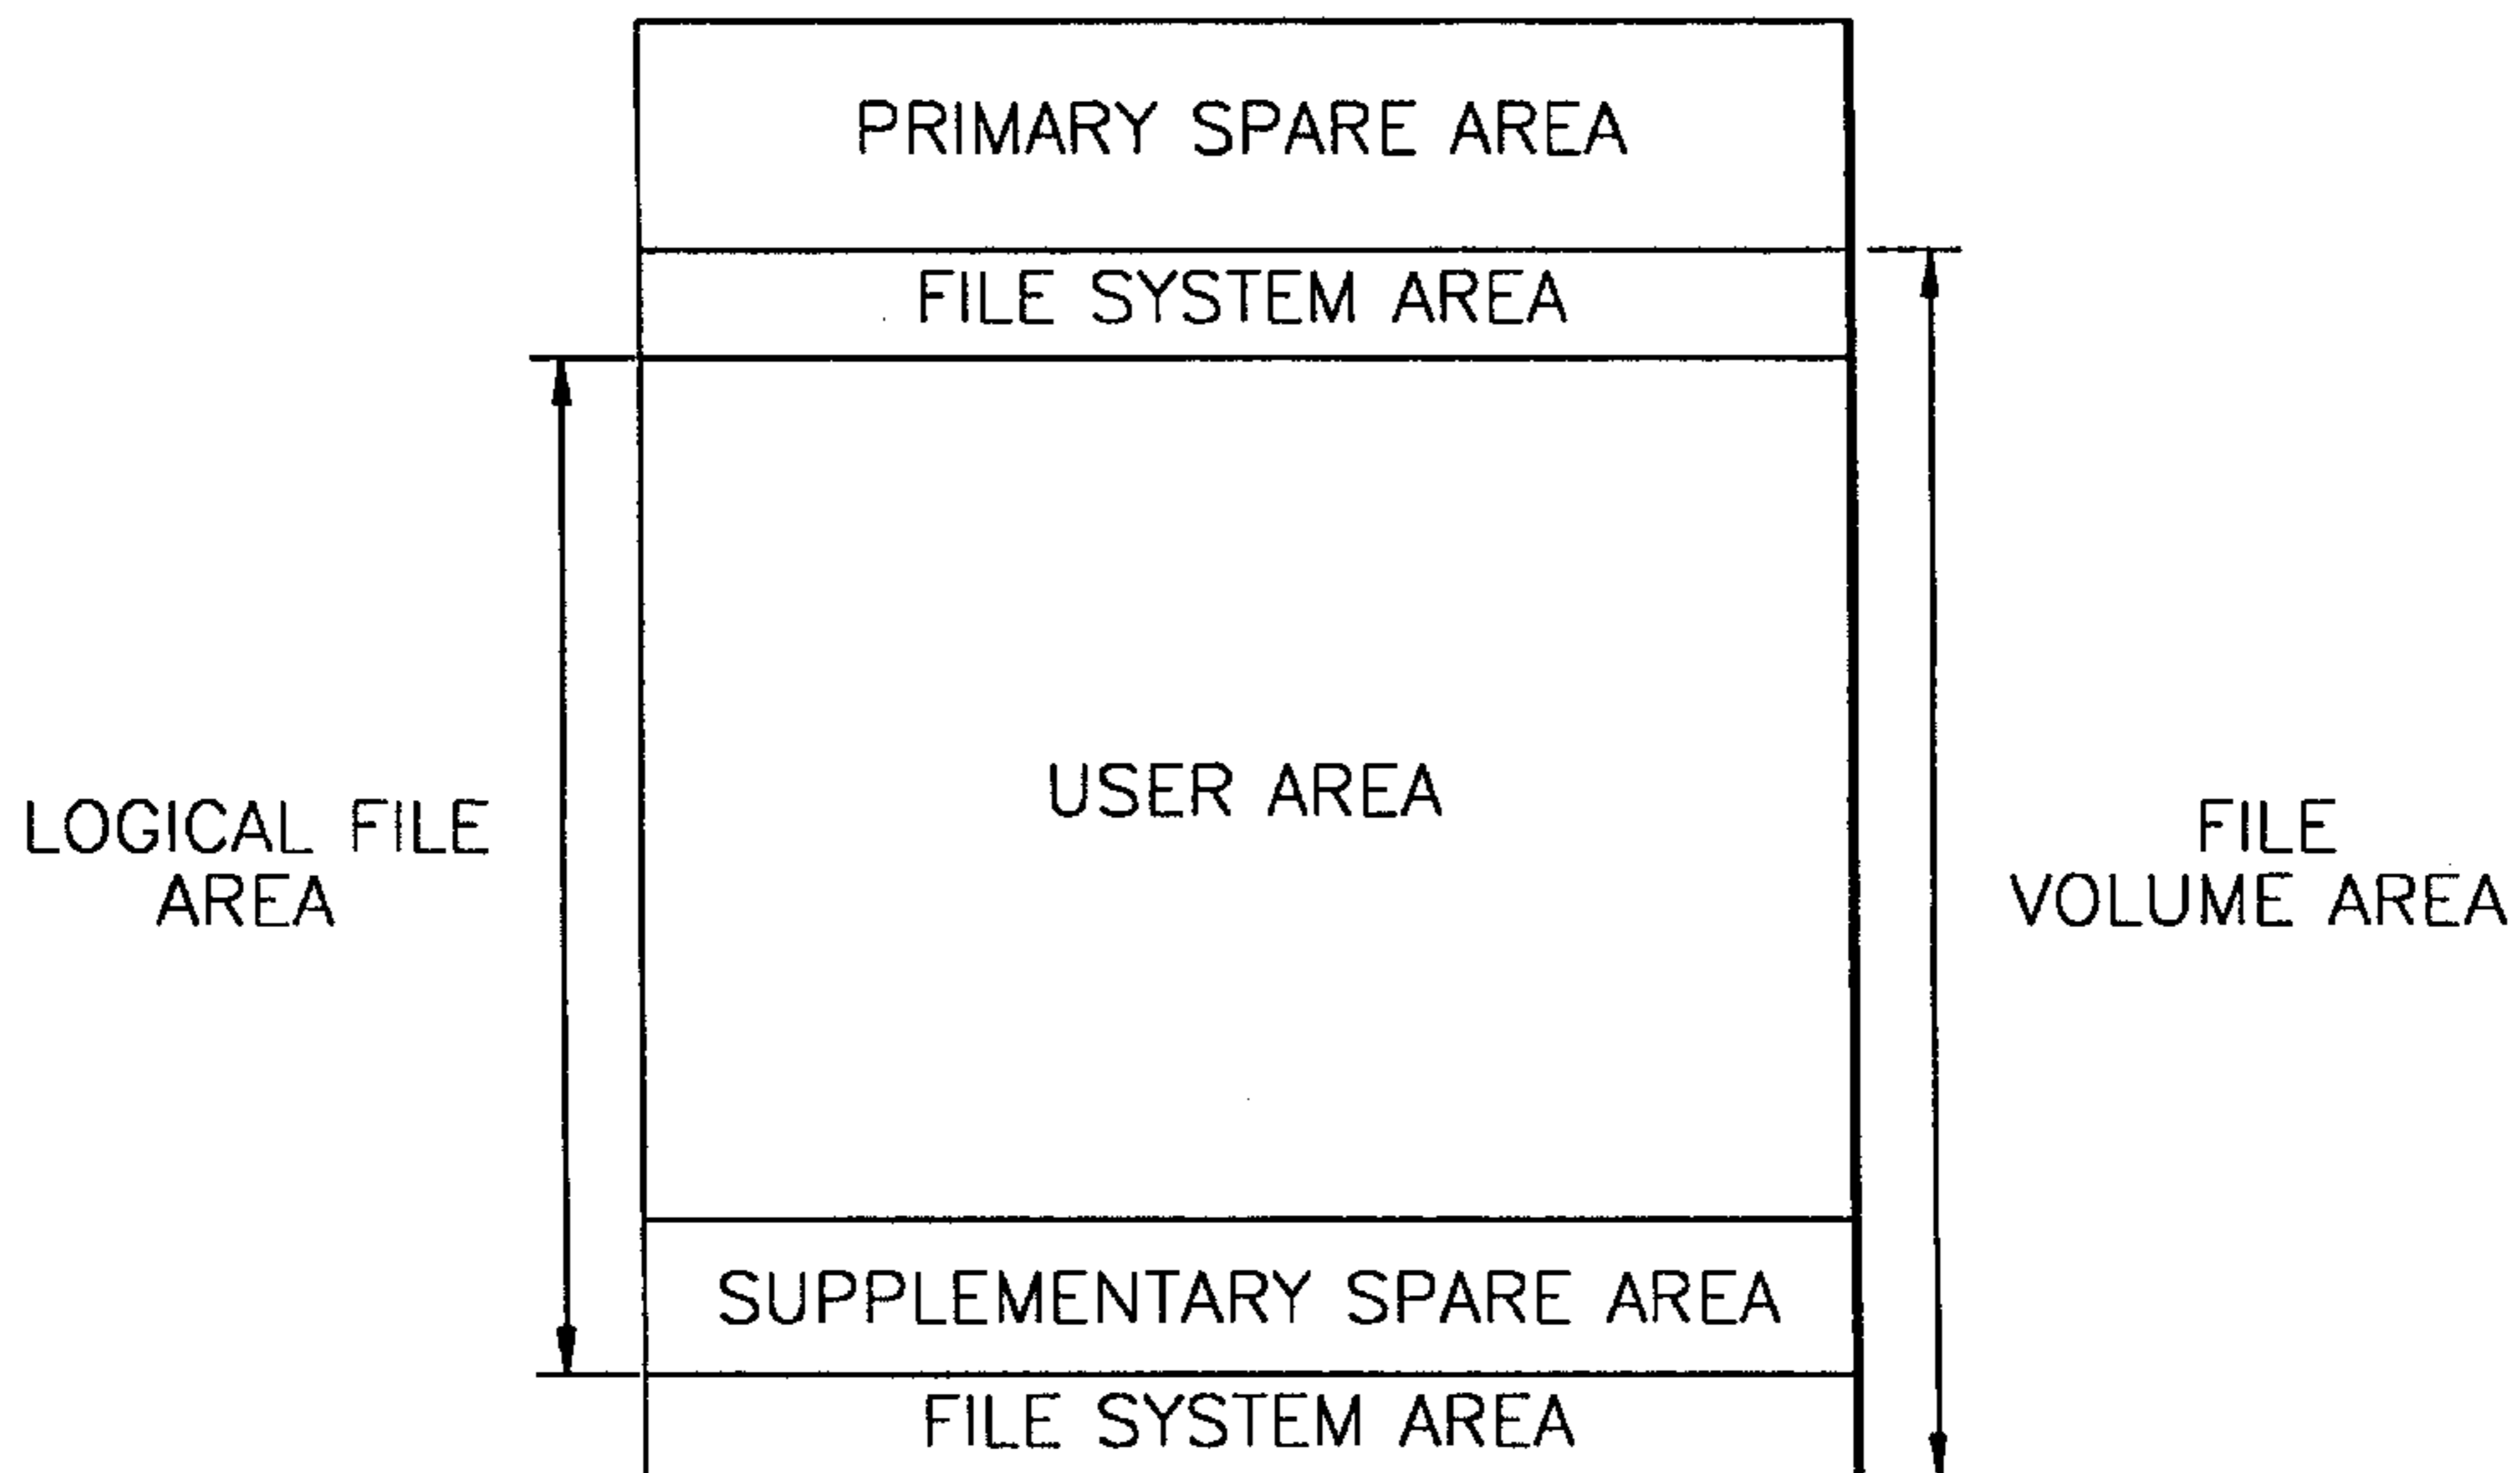 PRIMARY SPARE AREA
FILE SYSTEM AREA
USER AREA
LOGICAL FILE
AREA
FILE
VOLUME AREA
SUPPLEMENTARY SPARE AREA
FILE SYSTEM AREA